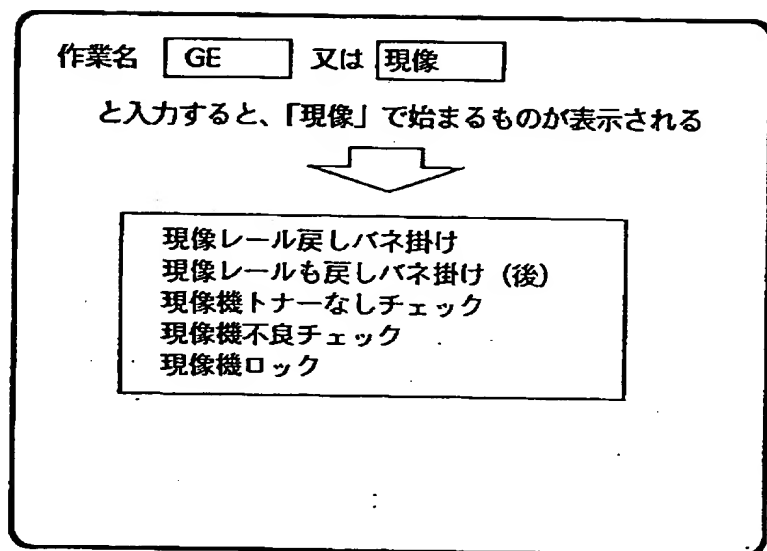 作業名 GE 又は 現像
と入力すると、「現像」で始まるものが表示される
現像レール戻しバネ掛け
現像レールも戻しバネ掛け（後）
現像機トナーなしチェック
現像機不良チェック
現像機ロック